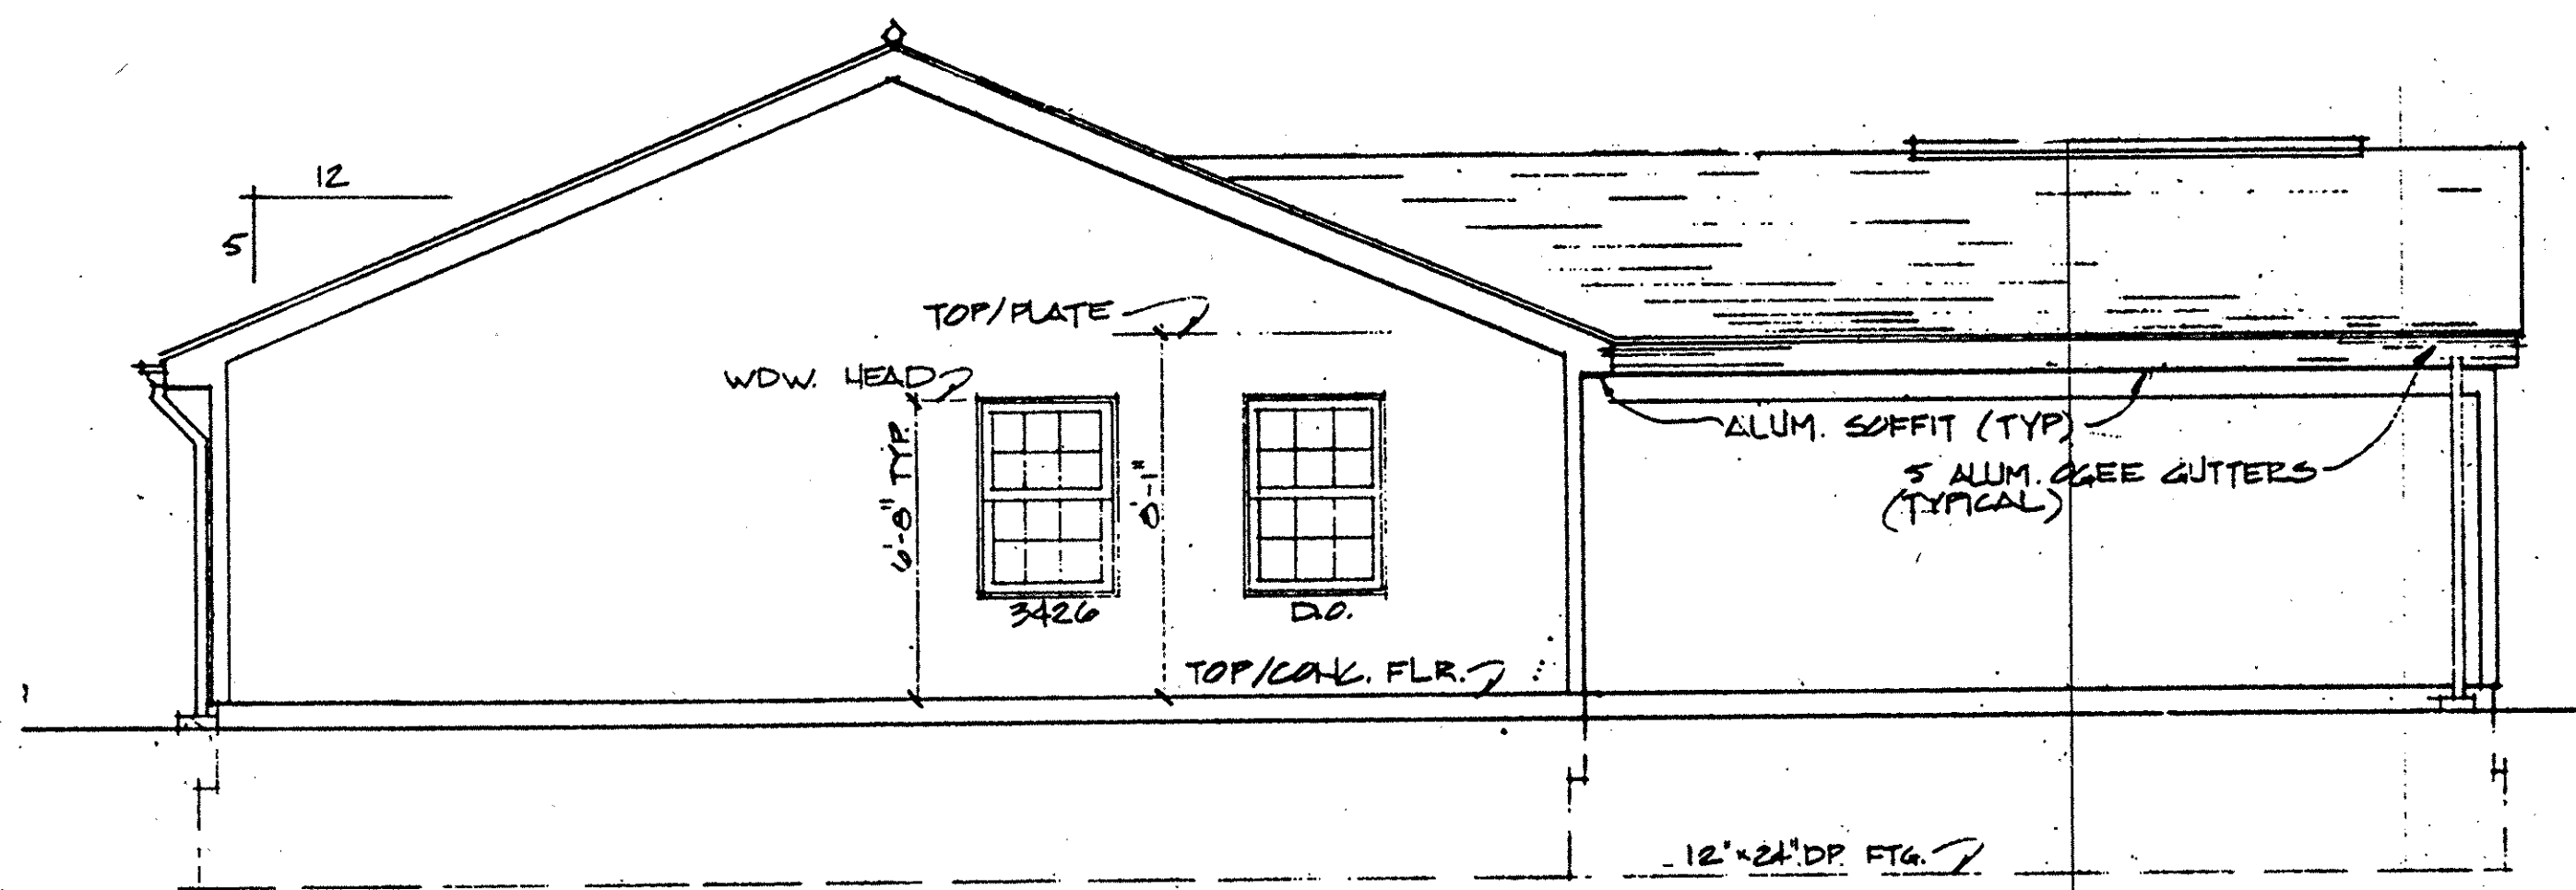 12
5
TOP/PLATE
WDW. HEAD
6'-8" TYP.
8'-1"
3426
D.O.
TOP/CONC. FLR.
ALUM. SOFFIT (TYP)
5 ALUM. OGEE GUTTERS
(TYPICAL)
12"x24" DP. FTG.